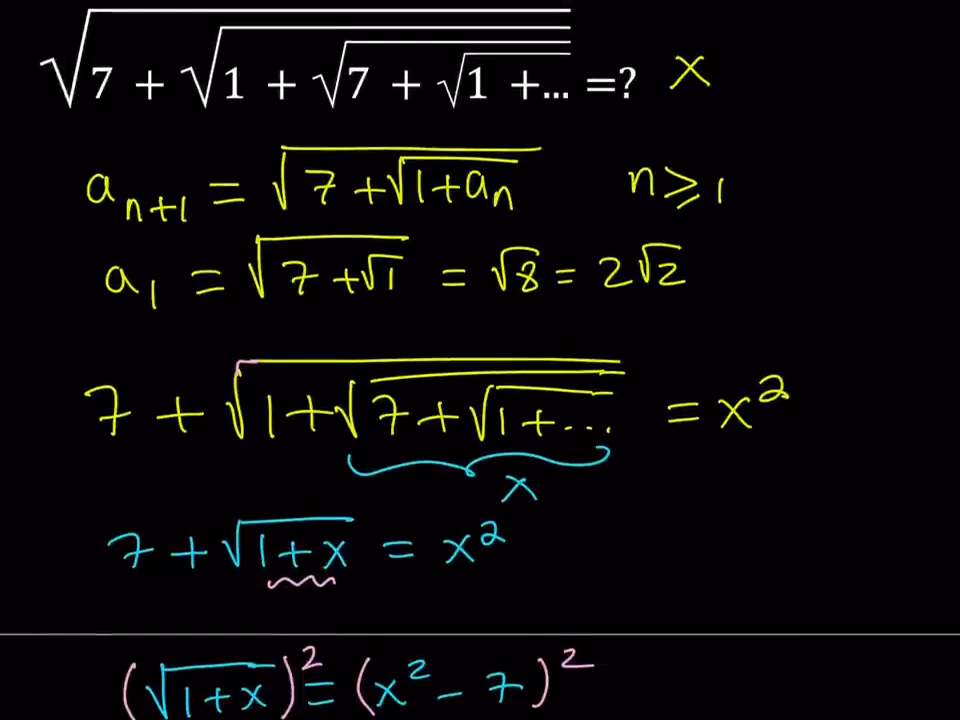 √(7 + √(1 + √(7 + √(1 +... =? x
a_{n+1} = √(7 + √(1+a_n)) n ≥ 1
a_1 = √(7 + √1) = √8 = 2√2
7 + √(1 + √(7 + √(1 + ... = x²
x
7 + √(1+x) = x²
(√(1+x))² = (x² - 7)²